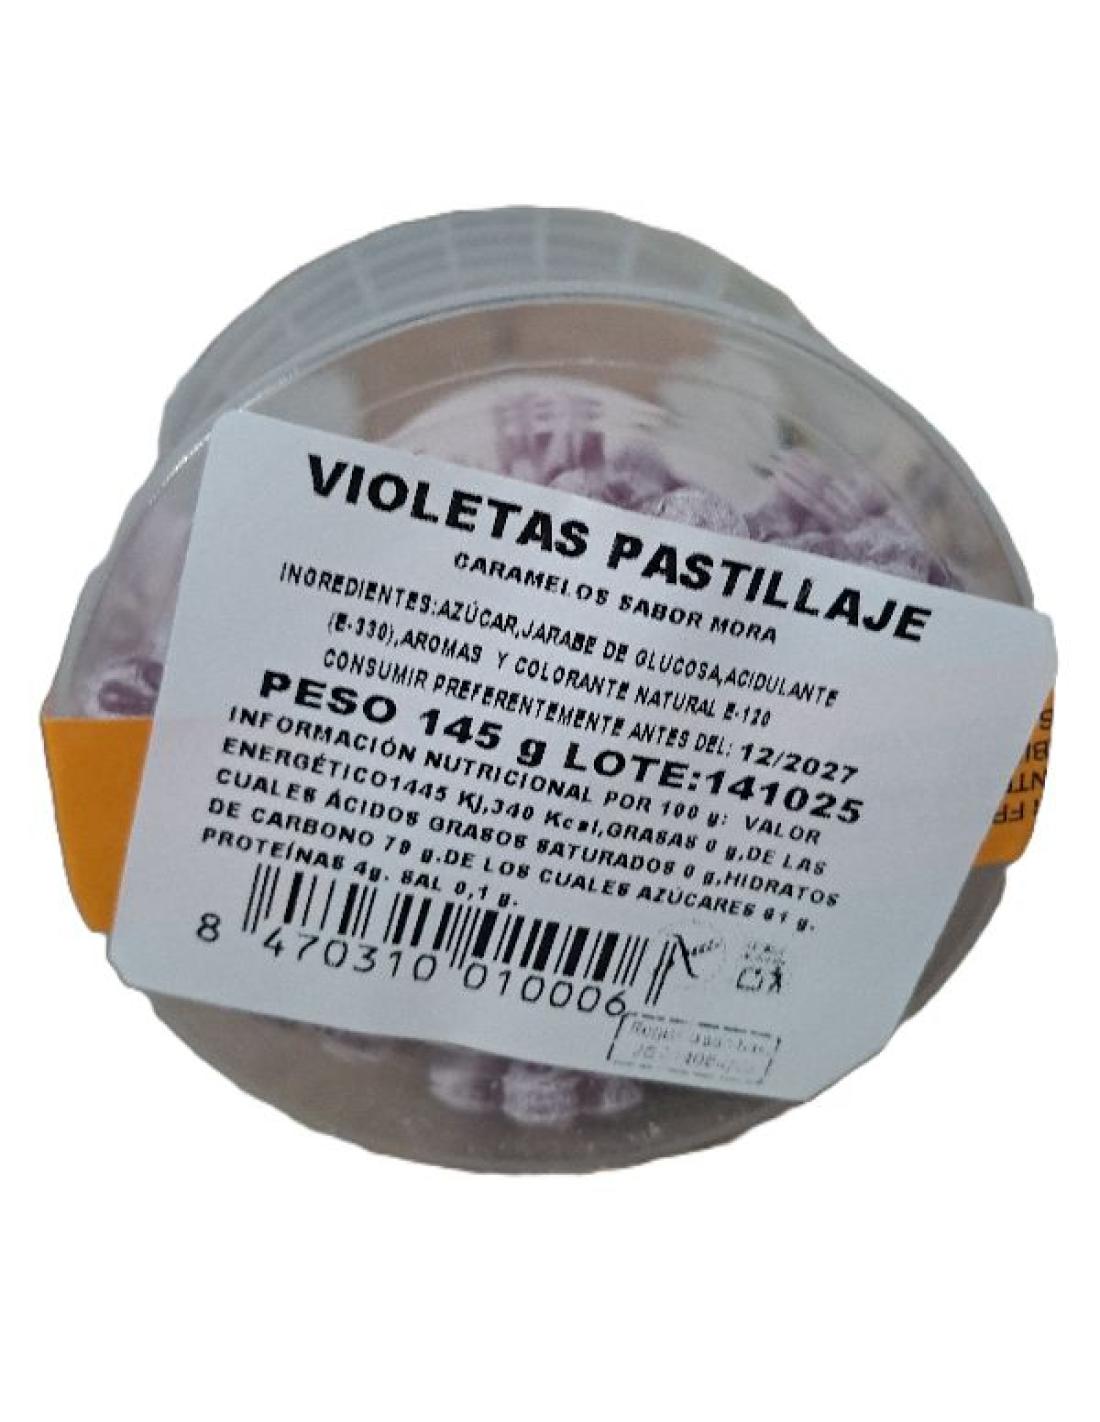 VIOLETAS PASTILLAJE
CARAMELOS SABOR MORA
INGREDIENTES:AZÚCAR,JARABE DE GLUCOSA,ACIDULANTE
(E-330),AROMAS Y COLORANTE NATURAL E-120
CONSUMIR PREFERENTEMENTE ANTES DEL: 12/2027
PESO 145 g LOTE:141025
INFORMACIÓN NUTRICIONAL POR 100 g: VALOR
ENERGÉTICO1445 Kj,340 Kcal,GRASAS 0 g,DE LAS
CUALES ÁCIDOS GRASOS SATURADOS 0 g,HIDRATOS
DE CARBONO 79 g.DE LOS CUALES AZÚCARES 61 g.
PROTEÍNAS 4g. SAL 0,1 g.
8 470310 010006